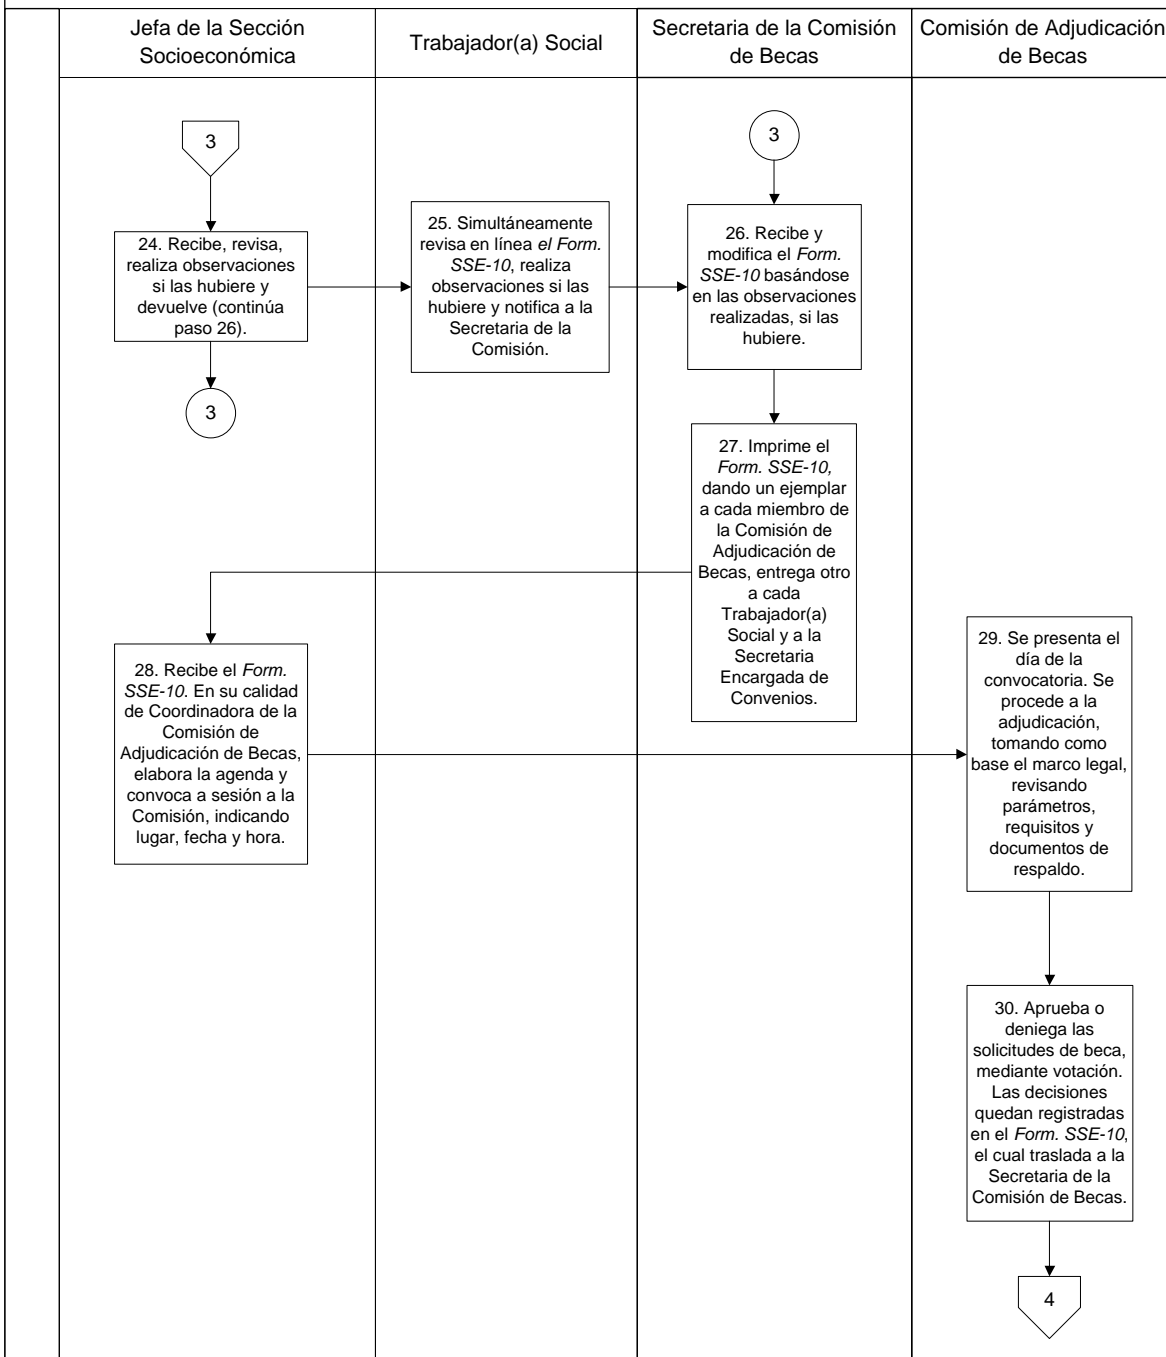 Jefa de la Sección
Socioeconómica
Trabajador(a) Social
Secretaria de la Comisión
de Becas
Comisión de Adjudicación
de Becas
3
3
24. Recibe, revisa,
realiza observaciones
si las hubiere y
devuelve (continúa
paso 26).
25. Simultáneamente
revisa en línea el Form.
SSE-10, realiza
observaciones si las
hubiere y notifica a la
Secretaria de la
Comisión.
26. Recibe y
modifica el Form.
SSE-10 basándose
en las observaciones
realizadas, si las
hubiere.
3
27. Imprime el
Form. SSE-10,
dando un ejemplar
a cada miembro de
la Comisión de
Adjudicación de
Becas, entrega otro
a cada
Trabajador(a)
Social y a la
Secretaria
Encargada de
Convenios.
28. Recibe el Form.
SSE-10. En su calidad
de Coordinadora de la
Comisión de
Adjudicación de Becas,
elabora la agenda y
convoca a sesión a la
Comisión, indicando
lugar, fecha y hora.
29. Se presenta el
día de la
convocatoria. Se
procede a la
adjudicación,
tomando como
base el marco legal,
revisando
parámetros,
requisitos y
documentos de
respaldo.
30. Aprueba o
deniega las
solicitudes de beca,
mediante votación.
Las decisiones
quedan registradas
en el Form. SSE-10,
el cual traslada a la
Secretaria de la
Comisión de Becas.
4